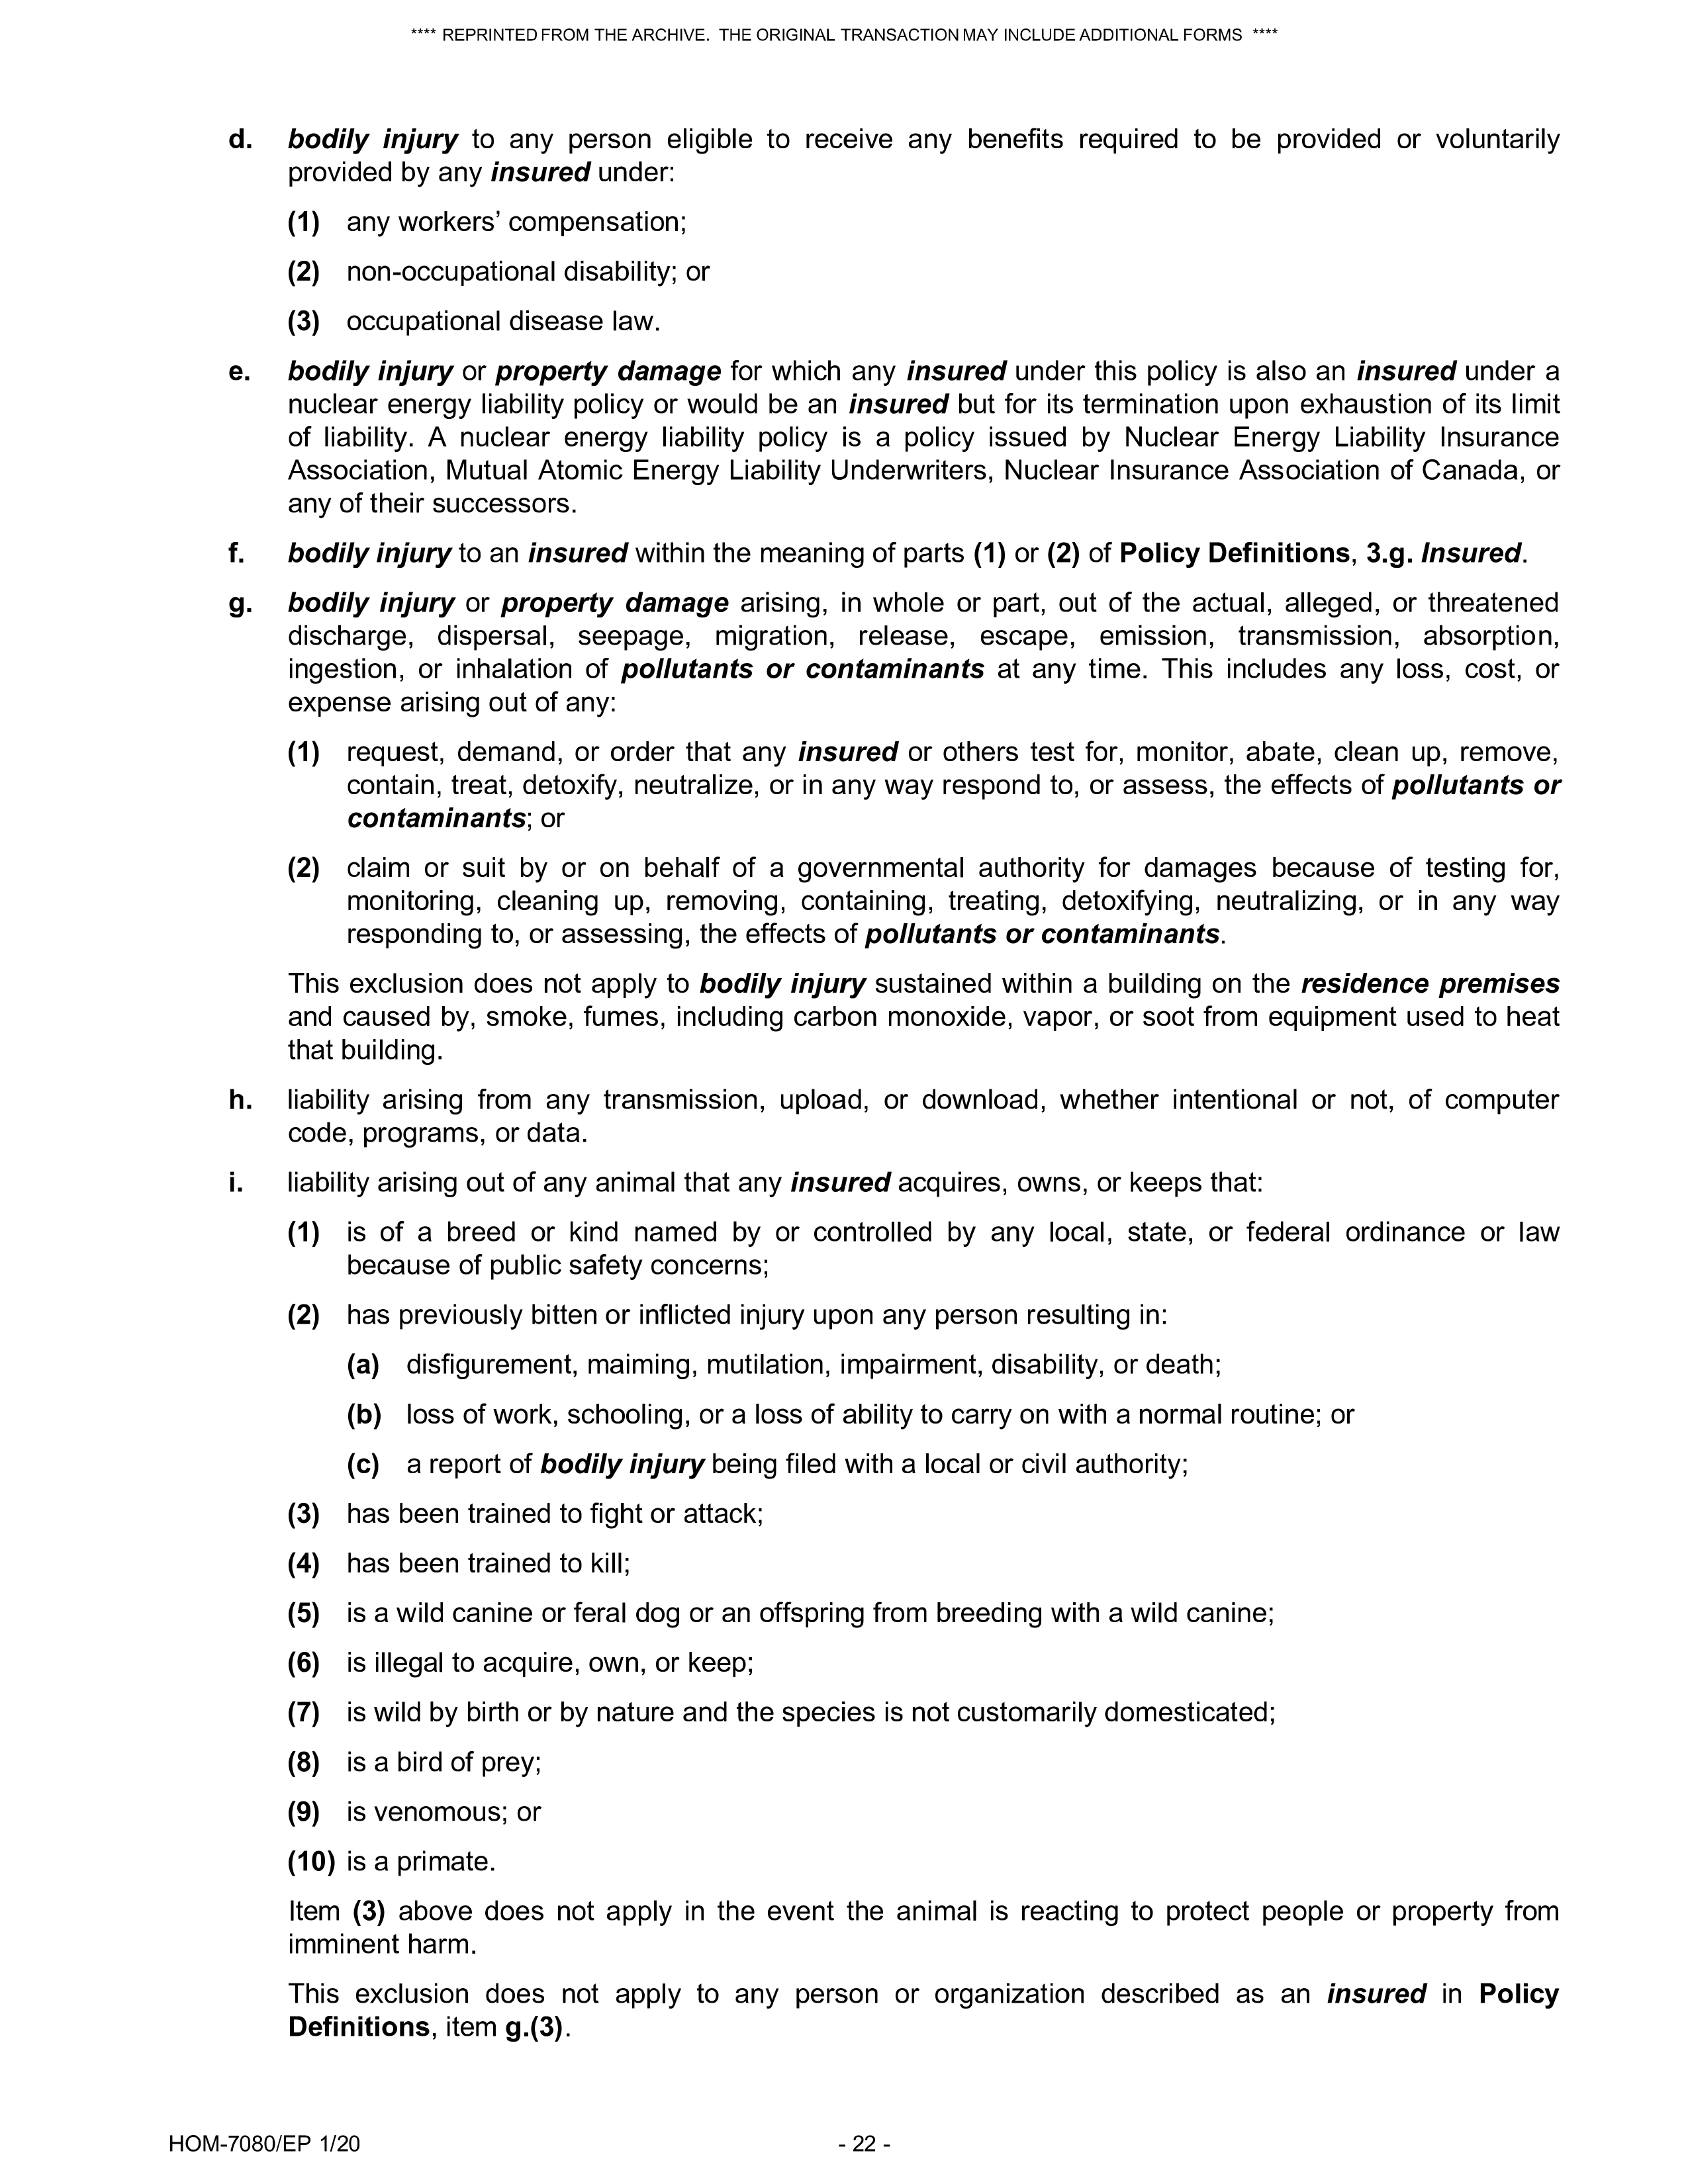 **** REPRINTED FROM THE ARCHIVE. THE ORIGINAL TRANSACTION MAY INCLUDE ADDITIONAL FORMS ****
d. bodily injury to any person eligible to receive any benefits required to be provided or voluntarily
provided by any insured under:
(1) any workers’ compensation;
(2) non-occupational disability; or
(3) occupational disease law.
e. bodily injury or property damage for which any insured under this policy is also an insured under a
nuclear energy liability policy or would be an insured but for its termination upon exhaustion of its limit
of liability. A nuclear energy liability policy is a policy issued by Nuclear Energy Liability Insurance
Association, Mutual Atomic Energy Liability Underwriters, Nuclear Insurance Association of Canada, or
any of their successors.
f. bodily injury to an insured within the meaning of parts (1) or (2) of Policy Definitions, 3.g. Insured.
g. bodily injury or property damage arising, in whole or part, out of the actual, alleged, or threatened
discharge, dispersal, seepage, migration, release, escape, emission, transmission, absorption,
ingestion, or inhalation of pollutants or contaminants at any time. This includes any loss, cost, or
expense arising out of any:
(1) request, demand, or order that any insured or others test for, monitor, abate, clean up, remove,
contain, treat, detoxify, neutralize, or in any way respond to, or assess, the effects of pollutants or
contaminants; or
(2) claim or suit by or on behalf of a governmental authority for damages because of testing for,
monitoring, cleaning up, removing, containing, treating, detoxifying, neutralizing, or in any way
responding to, or assessing, the effects of pollutants or contaminants.
This exclusion does not apply to bodily injury sustained within a building on the residence premises
and caused by, smoke, fumes, including carbon monoxide, vapor, or soot from equipment used to heat
that building.
h. liability arising from any transmission, upload, or download, whether intentional or not, of computer
code, programs, or data.
i. liability arising out of any animal that any insured acquires, owns, or keeps that:
(1) is of a breed or kind named by or controlled by any local, state, or federal ordinance or law
because of public safety concerns;
(2) has previously bitten or inflicted injury upon any person resulting in:
(a) disfigurement, maiming, mutilation, impairment, disability, or death;
(b) loss of work, schooling, or a loss of ability to carry on with a normal routine; or
(c) a report of bodily injury being filed with a local or civil authority;
(3) has been trained to fight or attack;
(4) has been trained to kill;
(5) is a wild canine or feral dog or an offspring from breeding with a wild canine;
(6) is illegal to acquire, own, or keep;
(7) is wild by birth or by nature and the species is not customarily domesticated;
(8) is a bird of prey;
(9) is venomous; or
(10) is a primate.
Item (3) above does not apply in the event the animal is reacting to protect people or property from
imminent harm.
This exclusion does not apply to any person or organization described as an insured in Policy
Definitions, item g.(3).
HOM-7080/EP 1/20
- 22 -